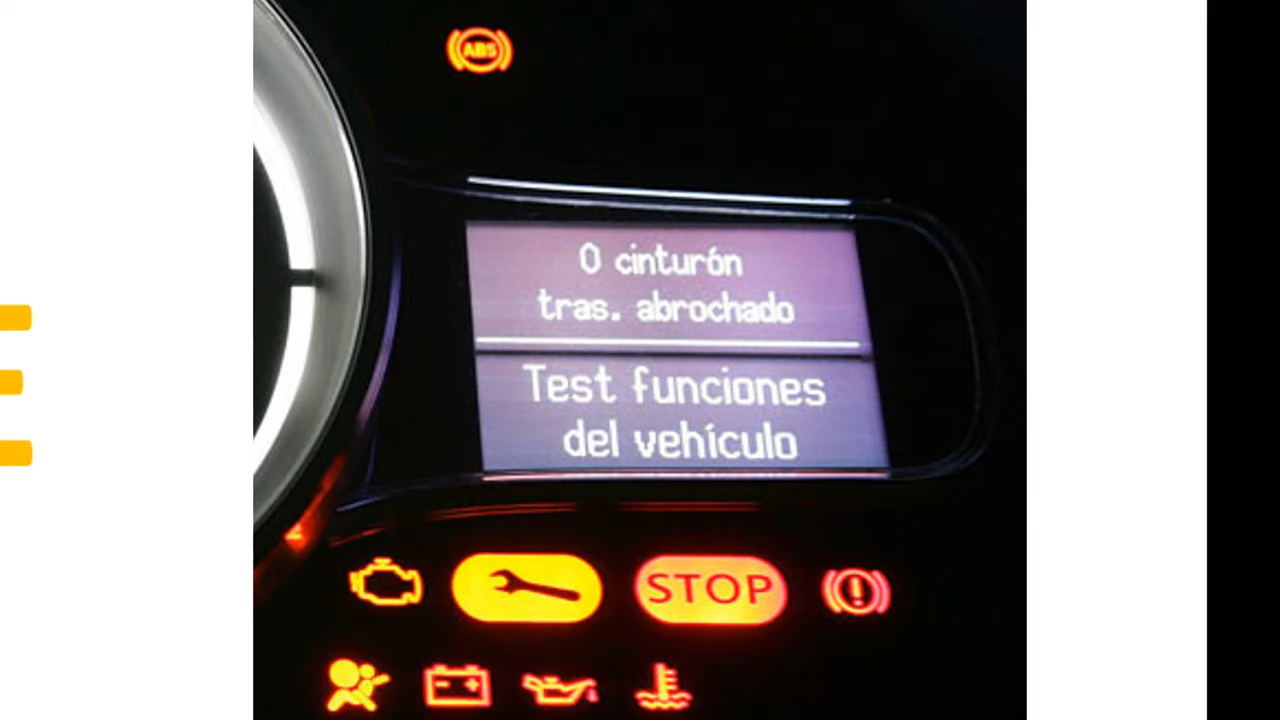 ABS
0 cinturón
tras. abrochado
Test funciones
del vehículo
STOP